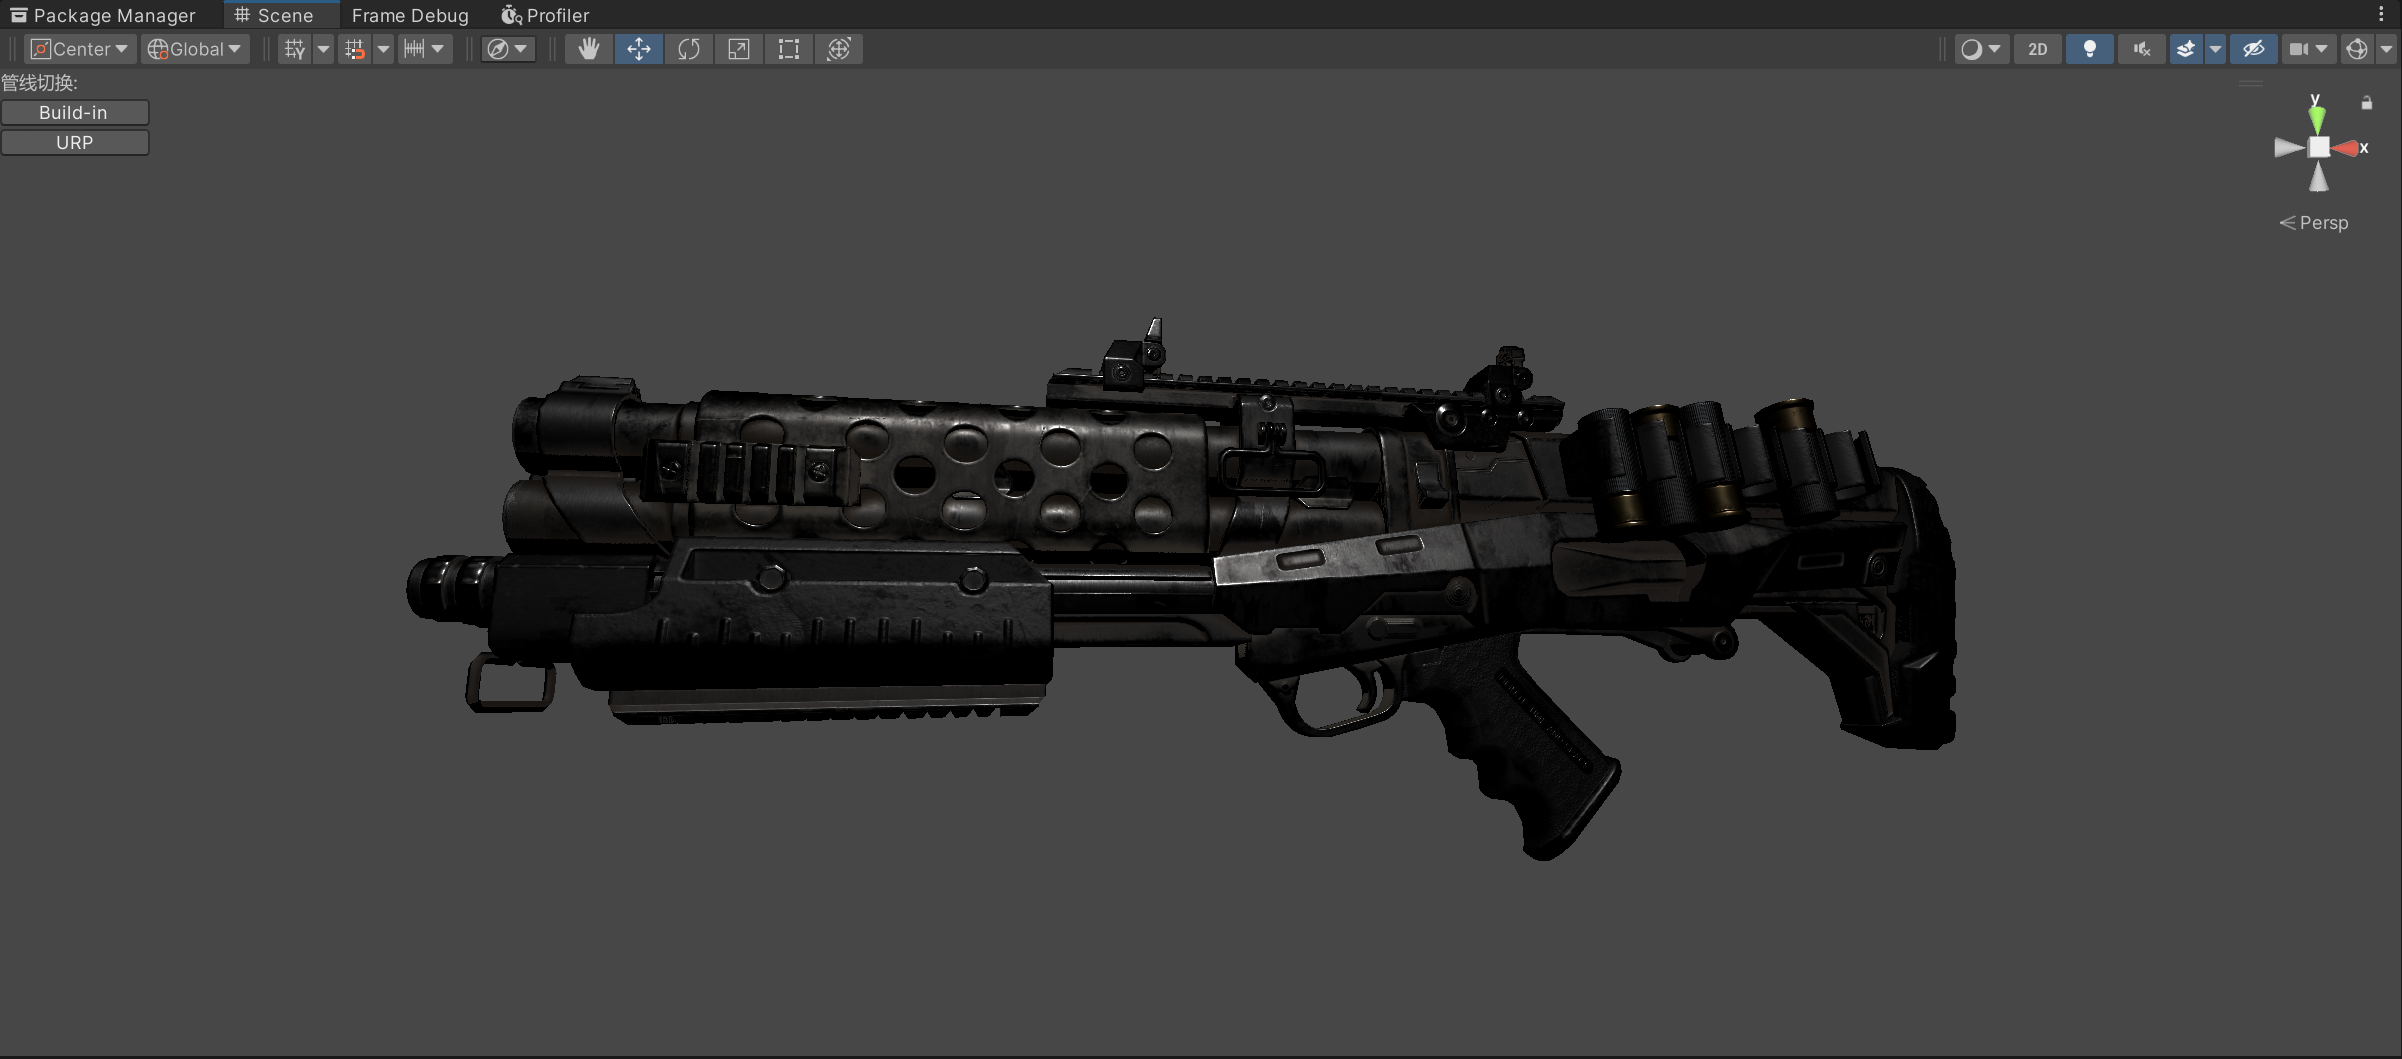 Package Manager
Scene
Frame Debug
Profiler
Center
Global
2D
管线切换:
Build-in
URP
y
x
Persp